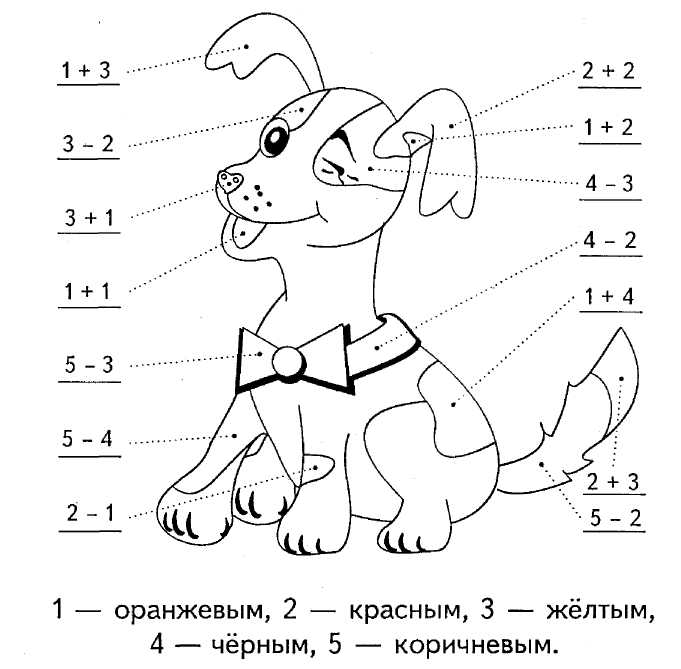 1 + 3
3 – 2
3 + 1
1 + 1
5 – 3
5 – 4
2 – 1
2 + 2
1 + 2
4 – 3
4 – 2
1 + 4
2 + 3
5 – 2
1 — оранжевым, 2 — красным, 3 — жёлтым,
4 — чёрным, 5 — коричневым.